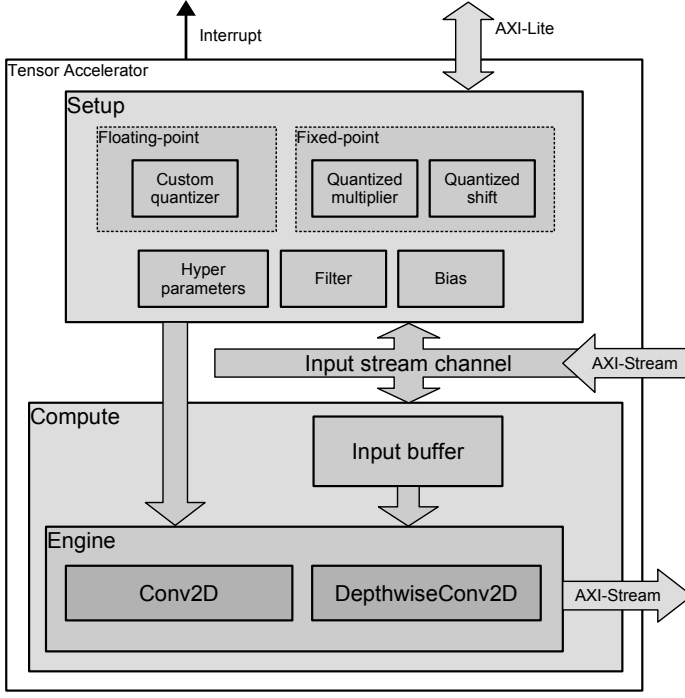 Interrupt
AXI-Lite
Tensor Accelerator
Setup
Floating-point
Custom
quantizer
Fixed-point
Quantized
multiplier
Quantized
shift
Hyper
parameters
Filter
Bias
Input stream channel
AXI-Stream
Compute
Input buffer
Engine
Conv2D
DepthwiseConv2D
AXI-Stream